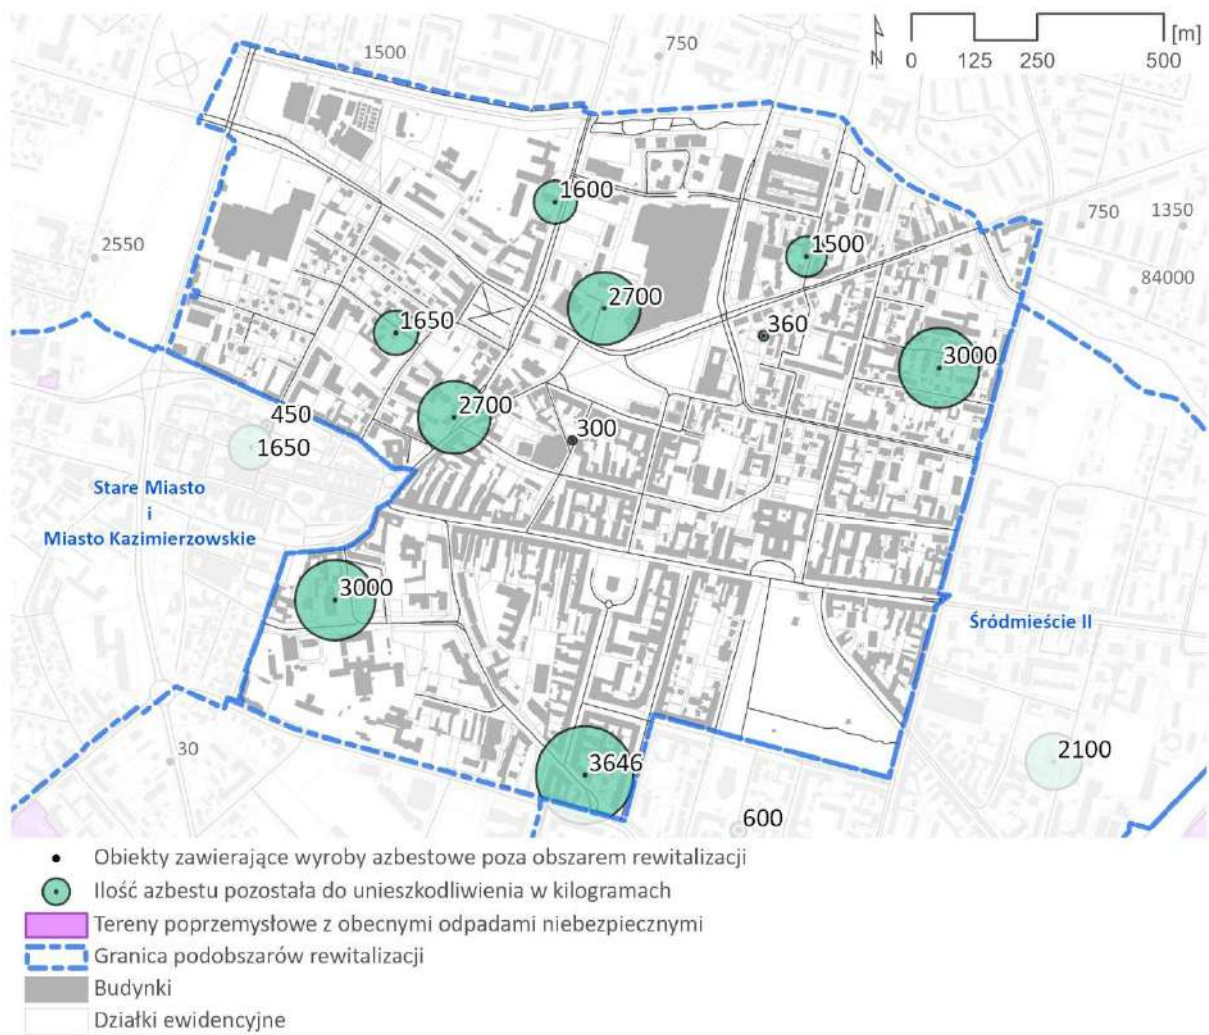 750
1500
N
0 125 250 500 [m]
1600
750 1350
2550
1500
84000
2700
360
1650
3000
2700
450
300
1650
Stare Miasto
i
Miasto Kazimierzowskie
3000
Śródmieście II
30
3646
2100
600
Obiekty zawierające wyroby azbestowe poza obszarem rewitalizacji
Ilość azbestu pozostała do unieszkodliwienia w kilogramach
Tereny poprzemysłowe z obecnymi odpadami niebezpiecznymi
Granica podobszarów rewitalizacji
Budynki
Działki ewidencyjne